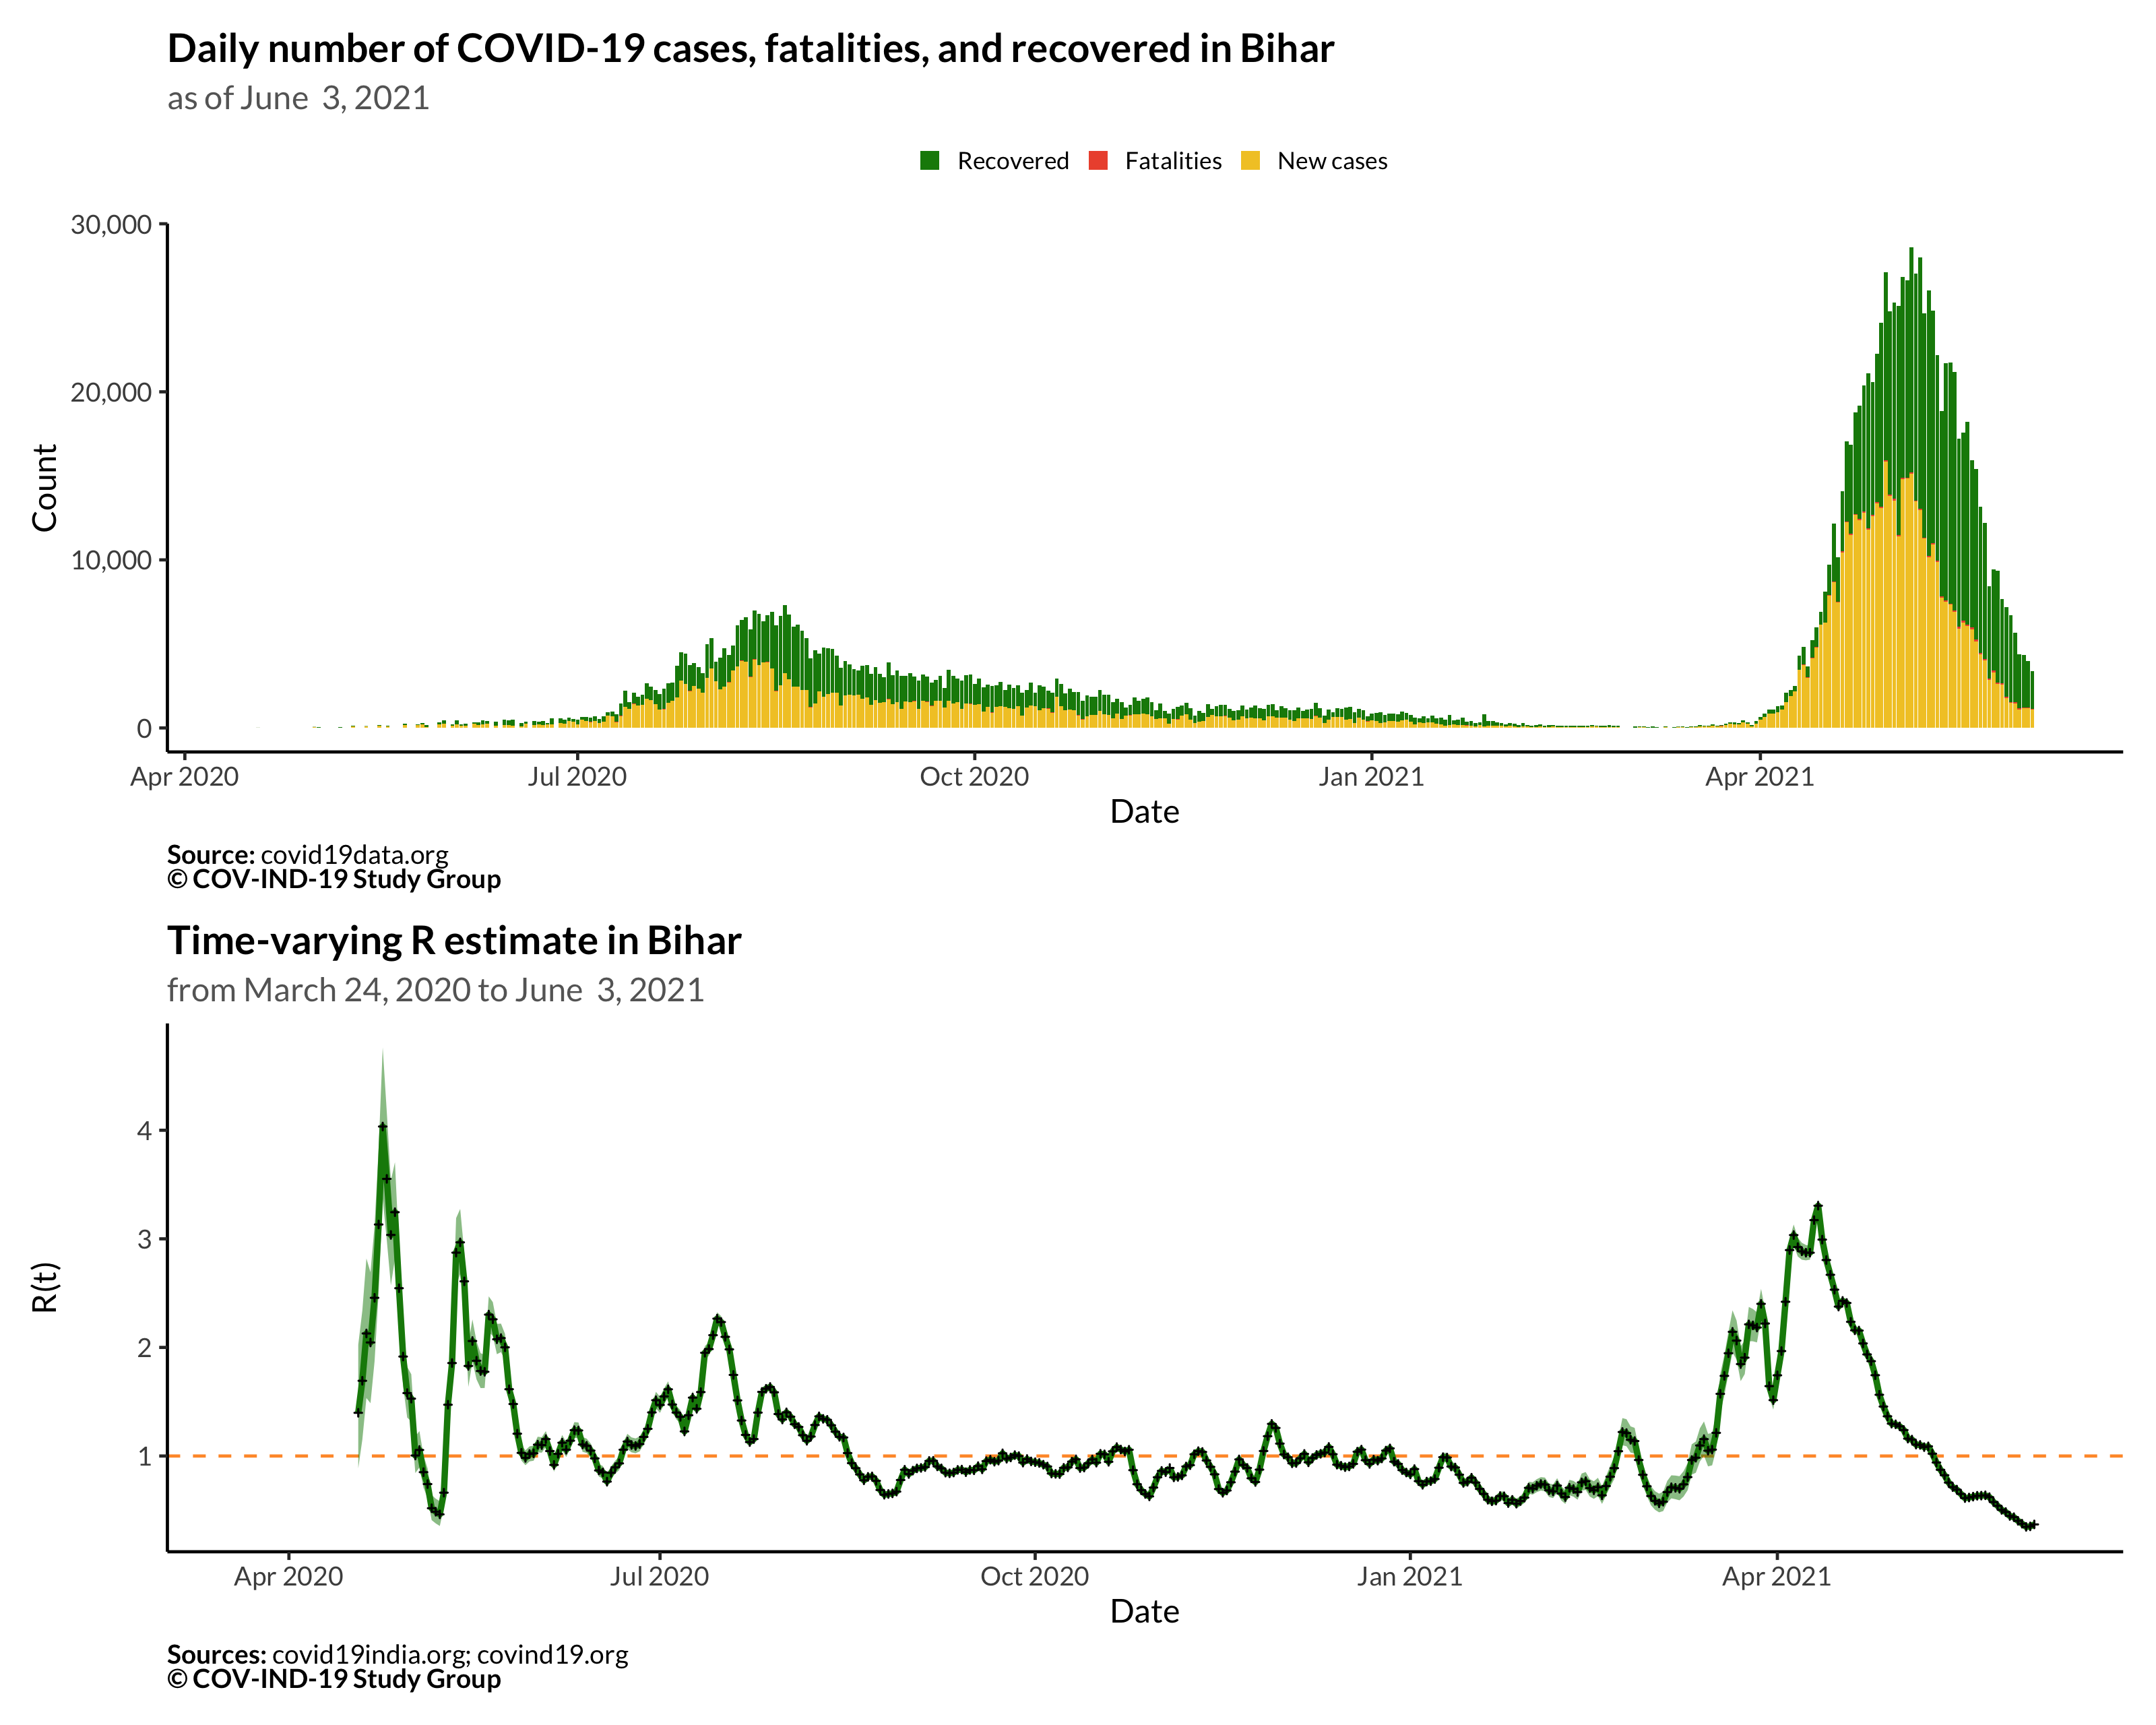 Daily number of COVID-19 cases, fatalities, and recovered in Bihar
as of June  3, 2021
Recovered Fatalities New cases
30,000
20,000
10,000
0
Count
Apr 2020 Jul 2020 Oct 2020 Jan 2021 Apr 2021
Date
Source: covid19data.org
© COV-IND-19 Study Group
Time-varying R estimate in Bihar
from March 24, 2020 to June  3, 2021
4
3
2
1
R(t)
Apr 2020 Jul 2020 Oct 2020 Jan 2021 Apr 2021
Date
Sources: covid19india.org; covind19.org
© COV-IND-19 Study Group